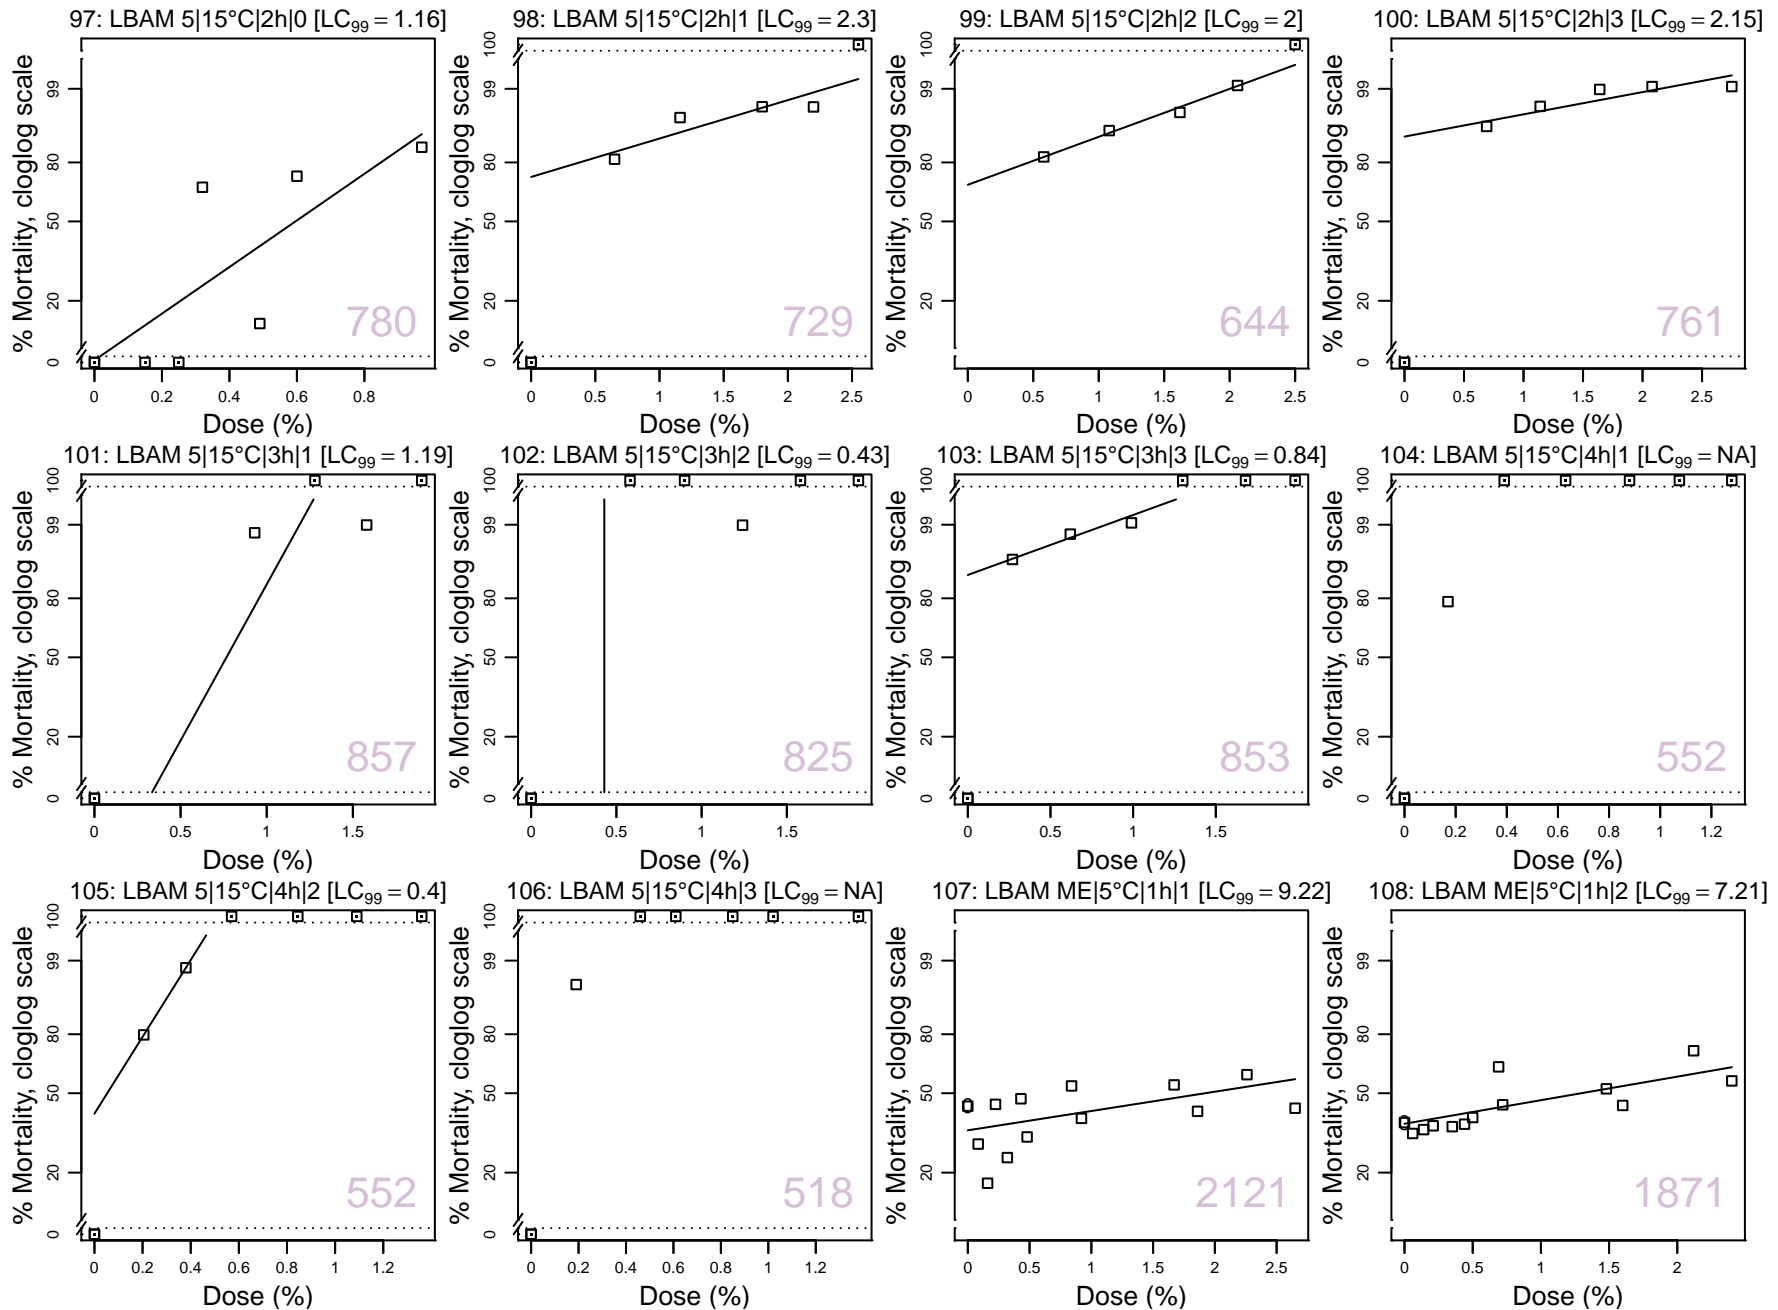 97: LBAM 5|15°C|2h|0 [LC99 = 1.16]
% Mortality, cloglog scale
0 20 50 80 99
780
0 0.2 0.4 0.6 0.8
Dose (%)
98: LBAM 5|15°C|2h|1 [LC99 = 2.3]
% Mortality, cloglog scale
0 20 50 80 99 100
729
0 0.5 1 1.5 2 2.5
Dose (%)
99: LBAM 5|15°C|2h|2 [LC99 = 2]
% Mortality, cloglog scale
20 50 80 99 100
644
0 0.5 1 1.5 2 2.5
Dose (%)
100: LBAM 5|15°C|2h|3 [LC99 = 2.15]
% Mortality, cloglog scale
0 20 50 80 99
761
0 0.5 1 1.5 2 2.5
Dose (%)
101: LBAM 5|15°C|3h|1 [LC99 = 1.19]
% Mortality, cloglog scale
0 20 50 80 99 100
857
0 0.5 1 1.5
Dose (%)
102: LBAM 5|15°C|3h|2 [LC99 = 0.43]
% Mortality, cloglog scale
0 20 50 80 99 100
825
0 0.5 1 1.5
Dose (%)
103: LBAM 5|15°C|3h|3 [LC99 = 0.84]
% Mortality, cloglog scale
0 20 50 80 99 100
853
0 0.5 1 1.5
Dose (%)
104: LBAM 5|15°C|4h|1 [LC99 = NA]
% Mortality, cloglog scale
0 20 50 80 99 100
552
0 0.2 0.4 0.6 0.8 1 1.2
Dose (%)
105: LBAM 5|15°C|4h|2 [LC99 = 0.4]
% Mortality, cloglog scale
0 20 50 80 99 100
552
0 0.2 0.4 0.6 0.8 1 1.2
Dose (%)
106: LBAM 5|15°C|4h|3 [LC99 = NA]
% Mortality, cloglog scale
0 20 50 80 99 100
518
0 0.2 0.4 0.6 0.8 1 1.2
Dose (%)
107: LBAM ME|5°C|1h|1 [LC99 = 9.22]
% Mortality, cloglog scale
20 50 80 99
2121
0 0.5 1 1.5 2 2.5
Dose (%)
108: LBAM ME|5°C|1h|2 [LC99 = 7.21]
% Mortality, cloglog scale
20 50 80 99
1871
0 0.5 1 1.5 2
Dose (%)